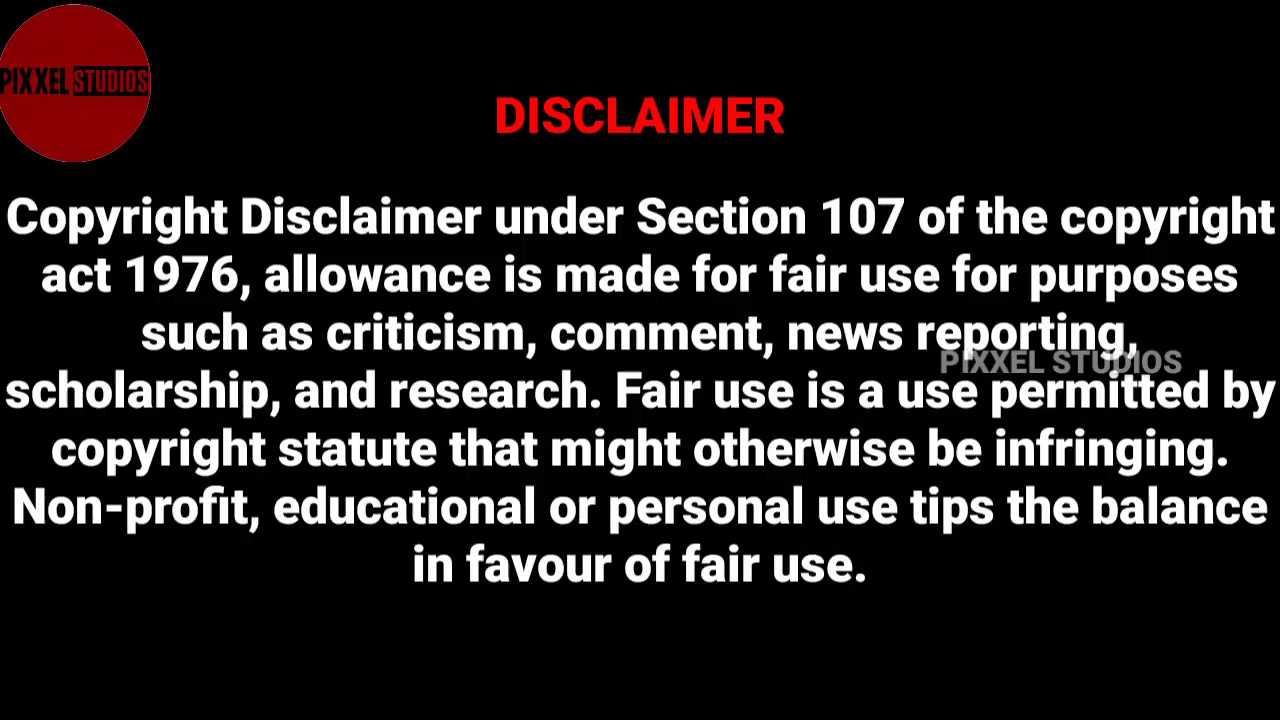 PIXXEL STUDIOS
DISCLAIMER
Copyright Disclaimer under Section 107 of the copyright
act 1976, allowance is made for fair use for purposes
such as criticism, comment, news reporting,
PIXXEL STUDIOS
scholarship, and research. Fair use is a use permitted by
copyright statute that might otherwise be infringing.
Non-profit, educational or personal use tips the balance
in favour of fair use.